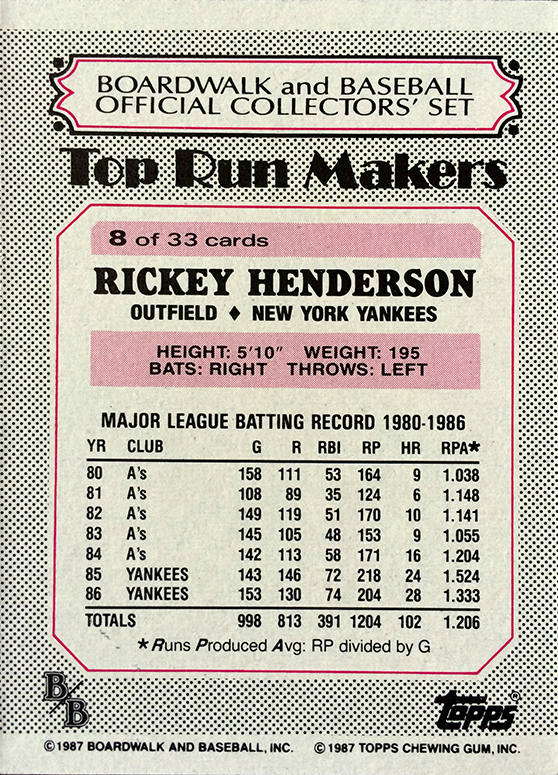 BOARDWALK and BASEBALL
OFFICIAL COLLECTORS' SET
Top Run Makers
8 of 33 cards
RICKEY HENDERSON
OUTFIELD ♦ NEW YORK YANKEES
HEIGHT: 5'10" WEIGHT: 195
BATS: RIGHT THROWS: LEFT
MAJOR LEAGUE BATTING RECORD 1980-1986
YR CLUB G R RBI RP HR RPA*
80 A's 158 111 53 164 9 1.038
81 A's 108 89 35 124 6 1.148
82 A's 149 119 51 170 10 1.141
83 A's 145 105 48 153 9 1.055
84 A's 142 113 58 171 16 1.204
85 YANKEES 143 146 72 218 24 1.524
86 YANKEES 153 130 74 204 28 1.333
TOTALS 998 813 391 1204 102 1.206
*Runs Produced Avg: RP divided by G
B/B
Topps®
©1987 BOARDWALK AND BASEBALL, INC. ©1987 TOPPS CHEWING GUM, INC.